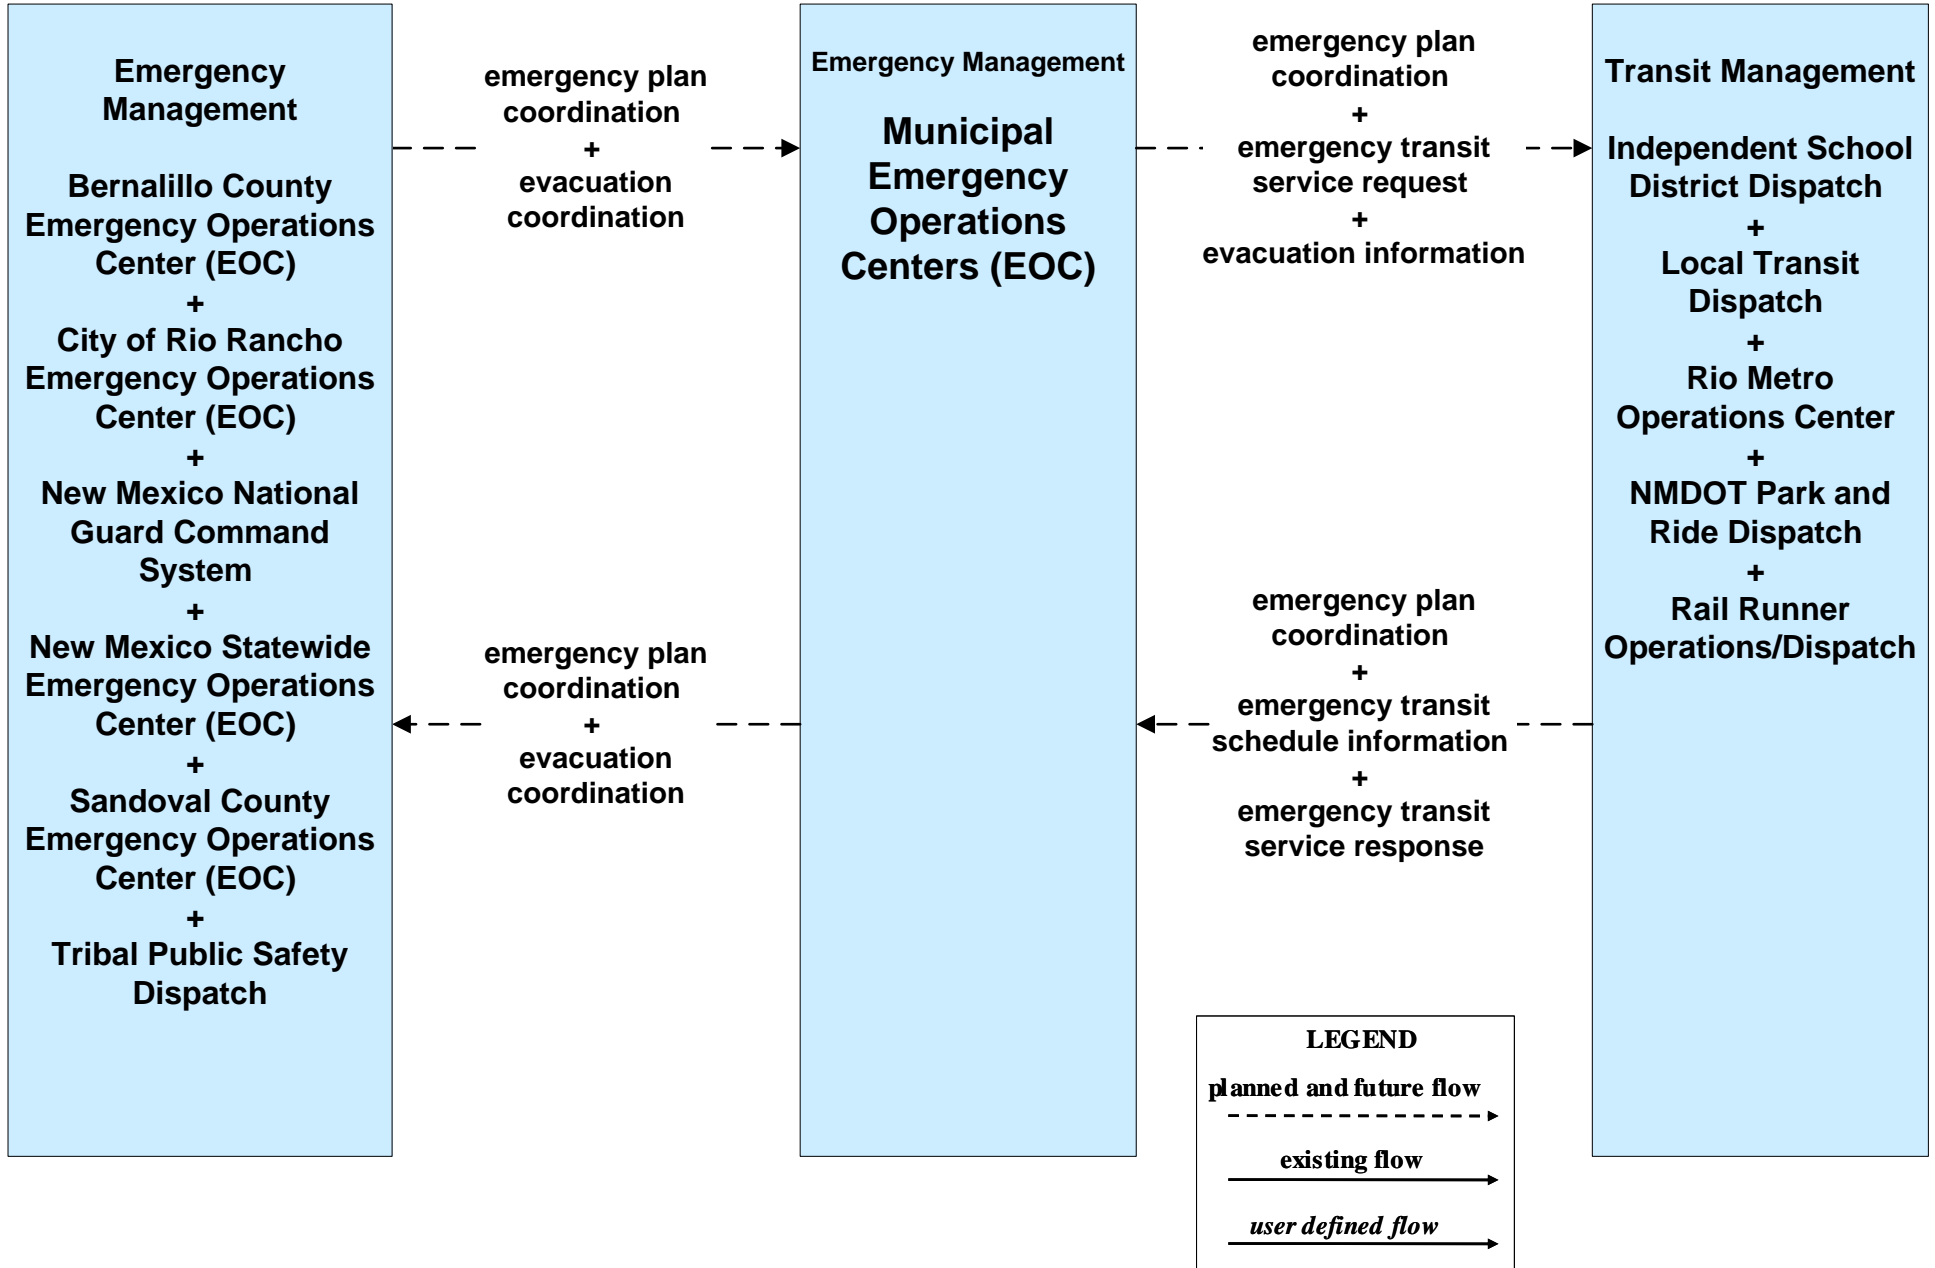 Emergency
Management
Bernalillo County
Emergency Operations
Center (EOC)
+
City of Rio Rancho
Emergency Operations
Center (EOC)
+
New Mexico National
Guard Command
System
+
New Mexico Statewide
Emergency Operations
Center (EOC)
+
Sandoval County
Emergency Operations
Center (EOC)
+
Tribal Public Safety
Dispatch
emergency plan
coordination
+
evacuation
coordination
emergency plan
coordination
+
evacuation
coordination
Emergency Management
Municipal
Emergency
Operations
Centers (EOC)
emergency plan
coordination
+
emergency transit
service request
+
evacuation information
emergency plan
coordination
+
emergency transit
schedule information
+
emergency transit
service response
Transit Management
Independent School
District Dispatch
+
Local Transit
Dispatch
+
Rio Metro
Operations Center
+
NMDOT Park and
Ride Dispatch
+
Rail Runner
Operations/Dispatch
LEGEND
planned and future flow
existing flow
user defined flow